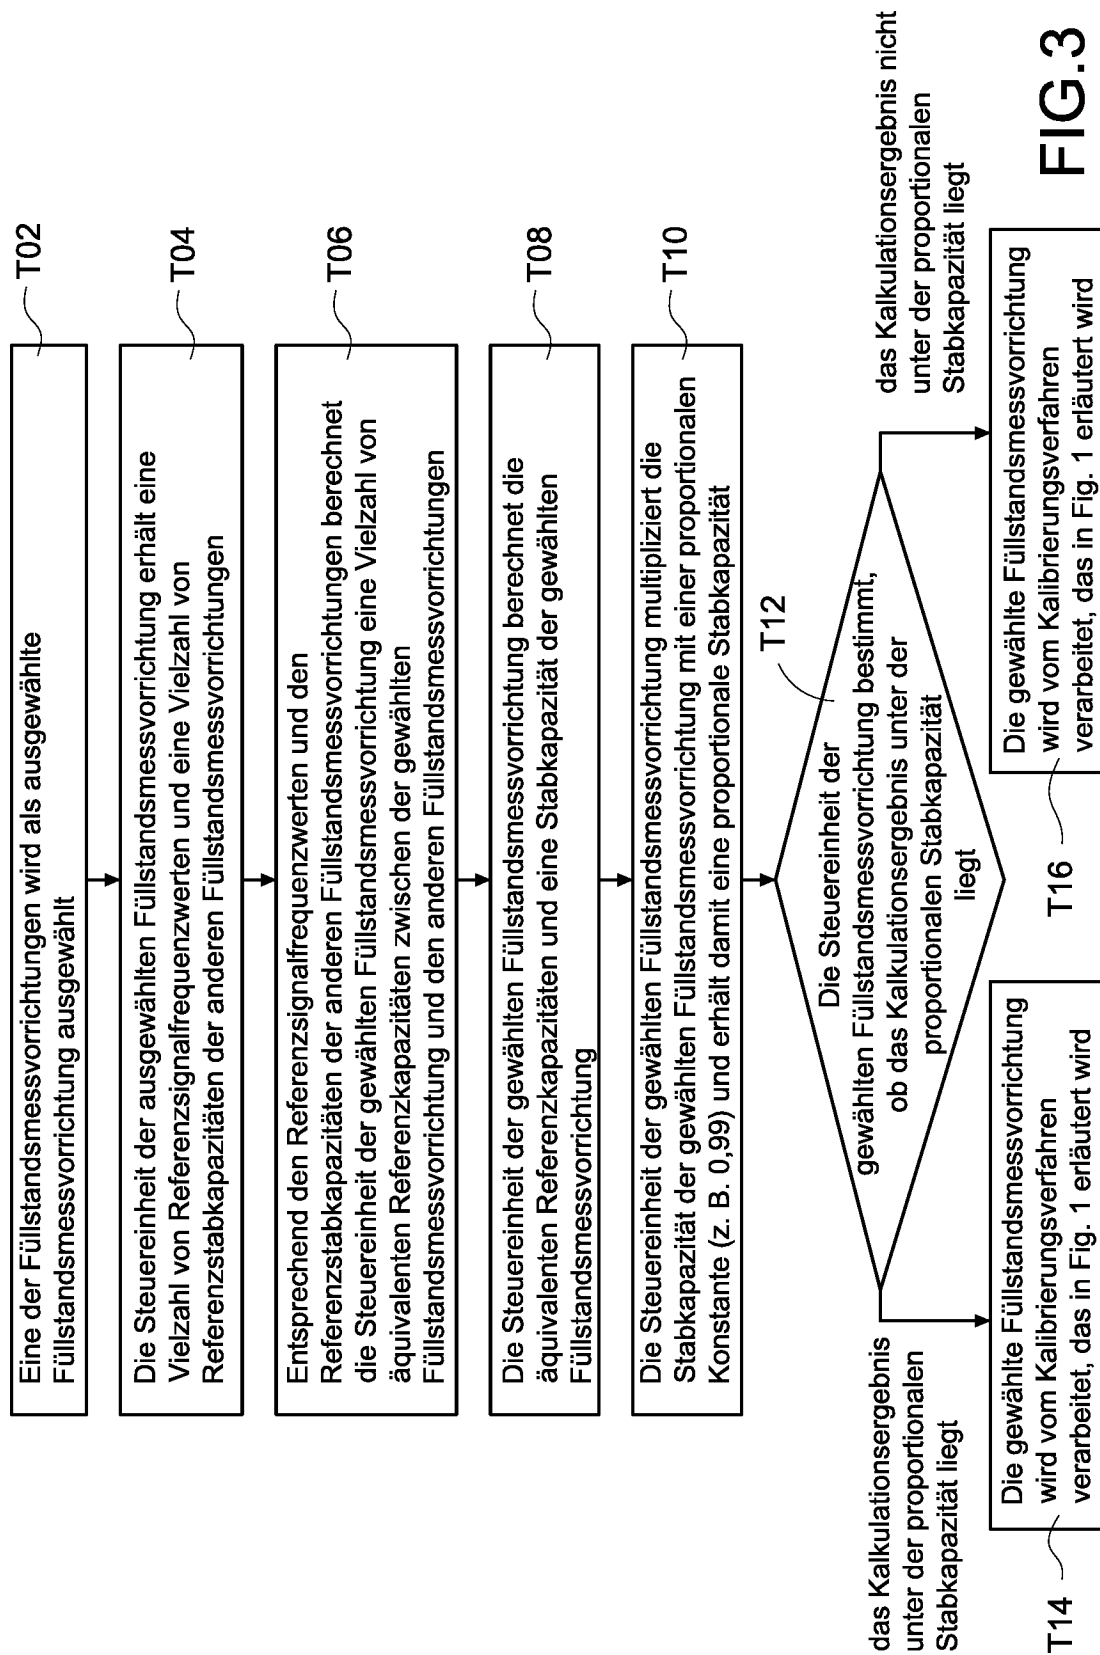 Eine der Füllstandsmessvorrichtungen wird als ausgewählte
Füllstandsmessvorrichtung ausgewählt
T02
Die Steuereinheit der ausgewählten Füllstandsmessvorrichtung erhält eine
Vielzahl von Referenzsignalfrequenzwerten und eine Vielzahl von
Referenzstabkapazitäten der anderen Füllstandsmessvorrichtungen
T04
Entsprechend den Referenzsignalfrequenzwerten und den
Referenzstabkapazitäten der anderen Füllstandsmessvorrichtungen berechnet
die Steuereinheit der gewählten Füllstandsmessvorrichtung eine Vielzahl von
äquivalenten Referenzkapazitäten zwischen der gewählten
Füllstandsmessvorrichtung und den anderen Füllstandsmessvorrichtungen
T06
Die Steuereinheit der gewählten Füllstandsmessvorrichtung berechnet die
äquivalenten Referenzkapazitäten und eine Stabkapazität der gewählten
Füllstandsmessvorrichtung
T08
Die Steuereinheit der gewählten Füllstandsmessvorrichtung multipliziert die
Stabkapazität der gewählten Füllstandsmessvorrichtung mit einer proportionalen
Konstante (z. B. 0,99) und erhält damit eine proportionale Stabkapazität
T10
T12
Die Steuereinheit der
gewählten Füllstandsmessvorrichtung bestimmt,
ob das Kalkulationsergebnis unter der
proportionalen Stabkapazität
liegt
das Kalkulationsergebnis
unter der proportionalen
Stabkapazität liegt
das Kalkulationsergebnis nicht
unter der proportionalen
Stabkapazität liegt
Die gewählte Füllstandsmessvorrichtung
wird vom Kalibrierungsverfahren
verarbeitet, das in Fig. 1 erläutert wird
T14
Die gewählte Füllstandsmessvorrichtung
wird vom Kalibrierungsverfahren
verarbeitet, das in Fig. 1 erläutert wird
T16
FIG.3